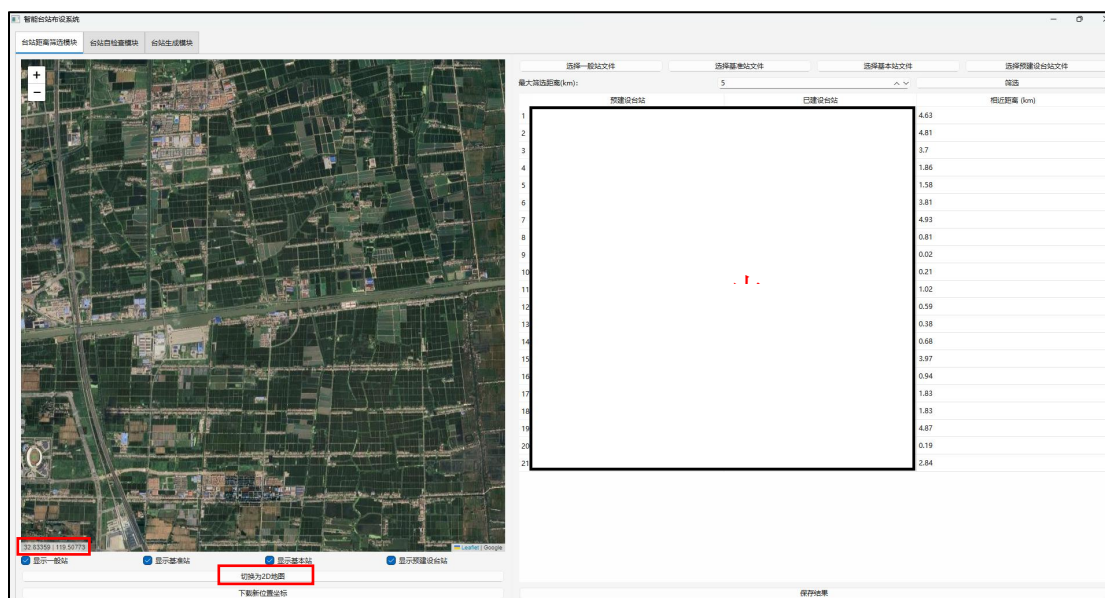 智能台站布设系统
台站距离筛选模块 台站自检查模块 台站生成模块
+
−
选择一般站文件 选择基准站文件 选择基本站文件 选择预建设台站文件
最大筛选距离(km): 5 筛选
预建设台站 已建设台站 相近距离 (km)
1 4.63
2 4.81
3 3.7
4 1.86
5 1.58
6 3.81
7 4.93
8 0.81
9 0.02
10 0.21
11 1.02
12 0.59
13 0.38
14 0.68
15 3.97
16 0.94
17 1.83
18 1.83
19 4.87
20 0.19
21 2.84
32.83359 | 119.50773 Leaflet | Google
显示一般站 显示基准站 显示基本站 显示预建设台站
切换为2D地图
下载新位置坐标 保存结果